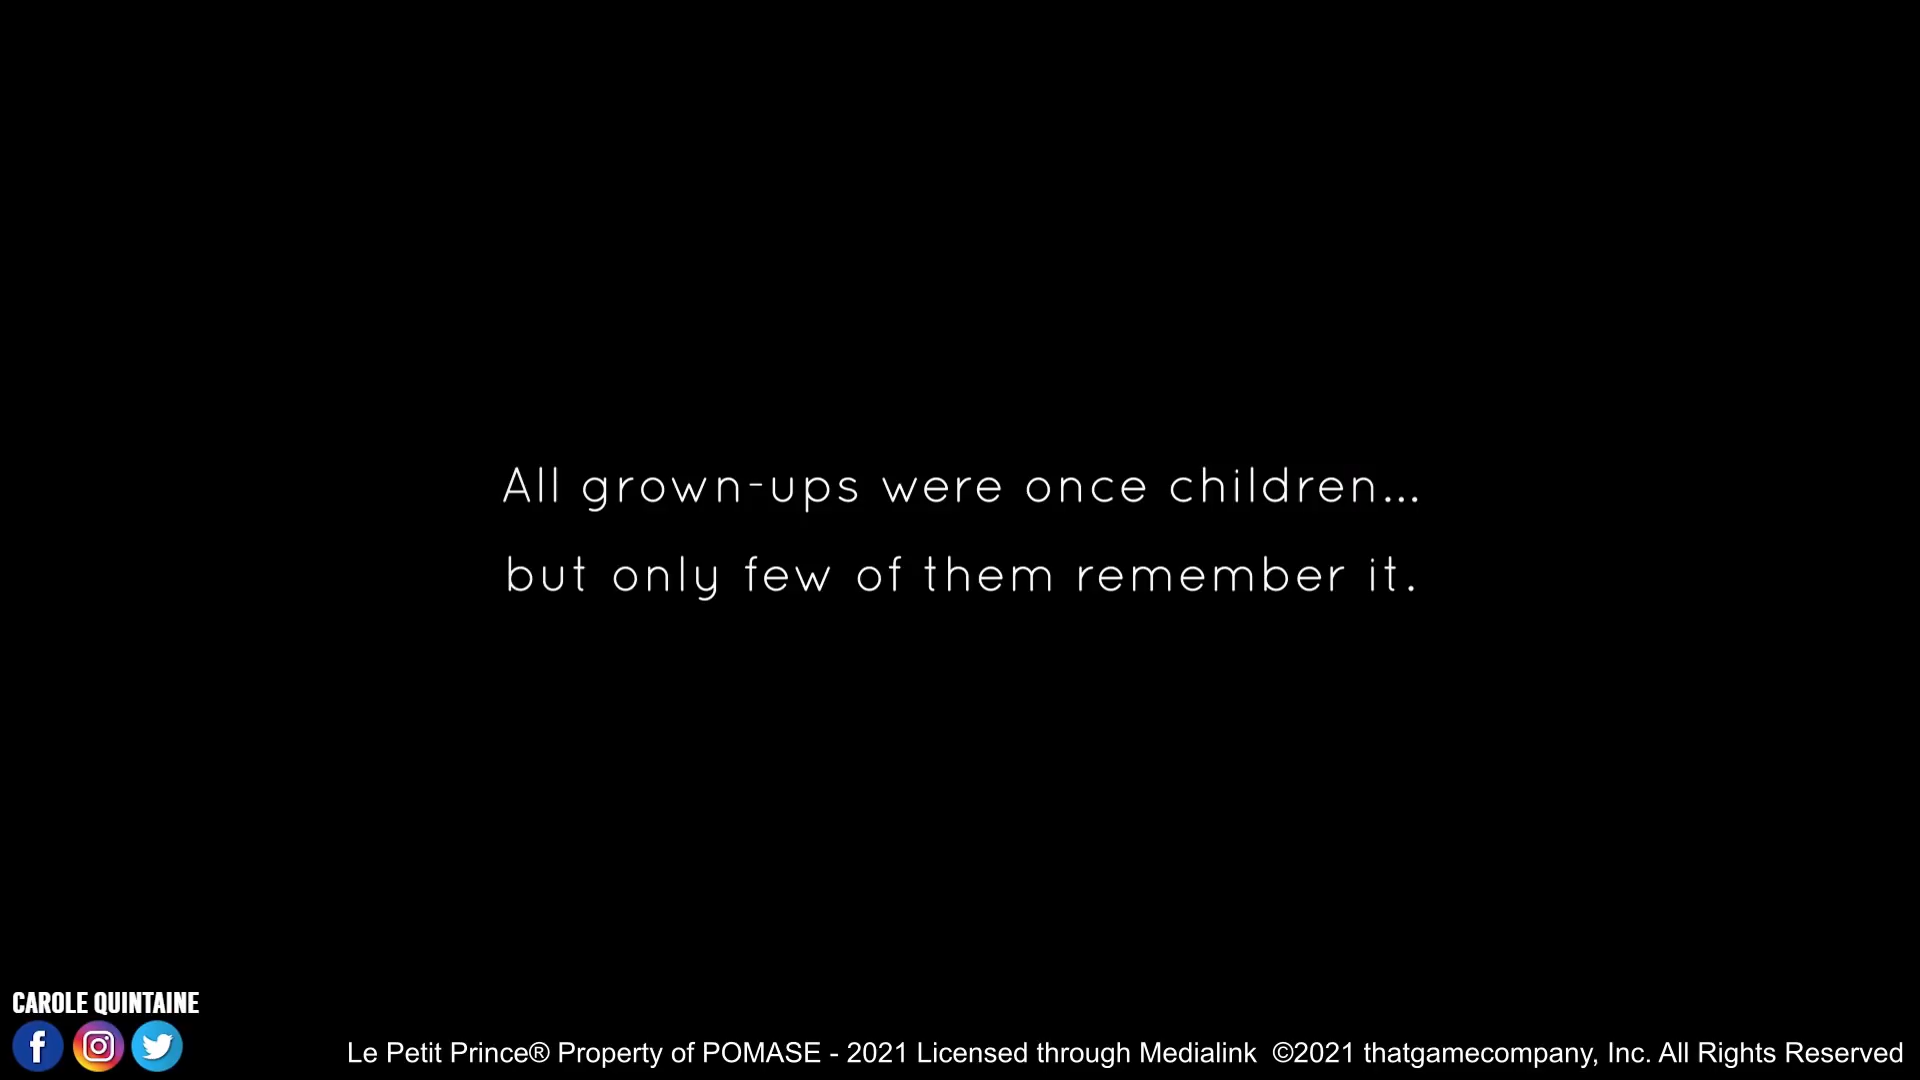 All grown-ups were once children...
but only few of them remember it.
CAROLE QUINTAINE
Le Petit Prince® Property of POMASE - 2021 Licensed through Medialink ©2021 thatgamecompany, Inc. All Rights Reserved